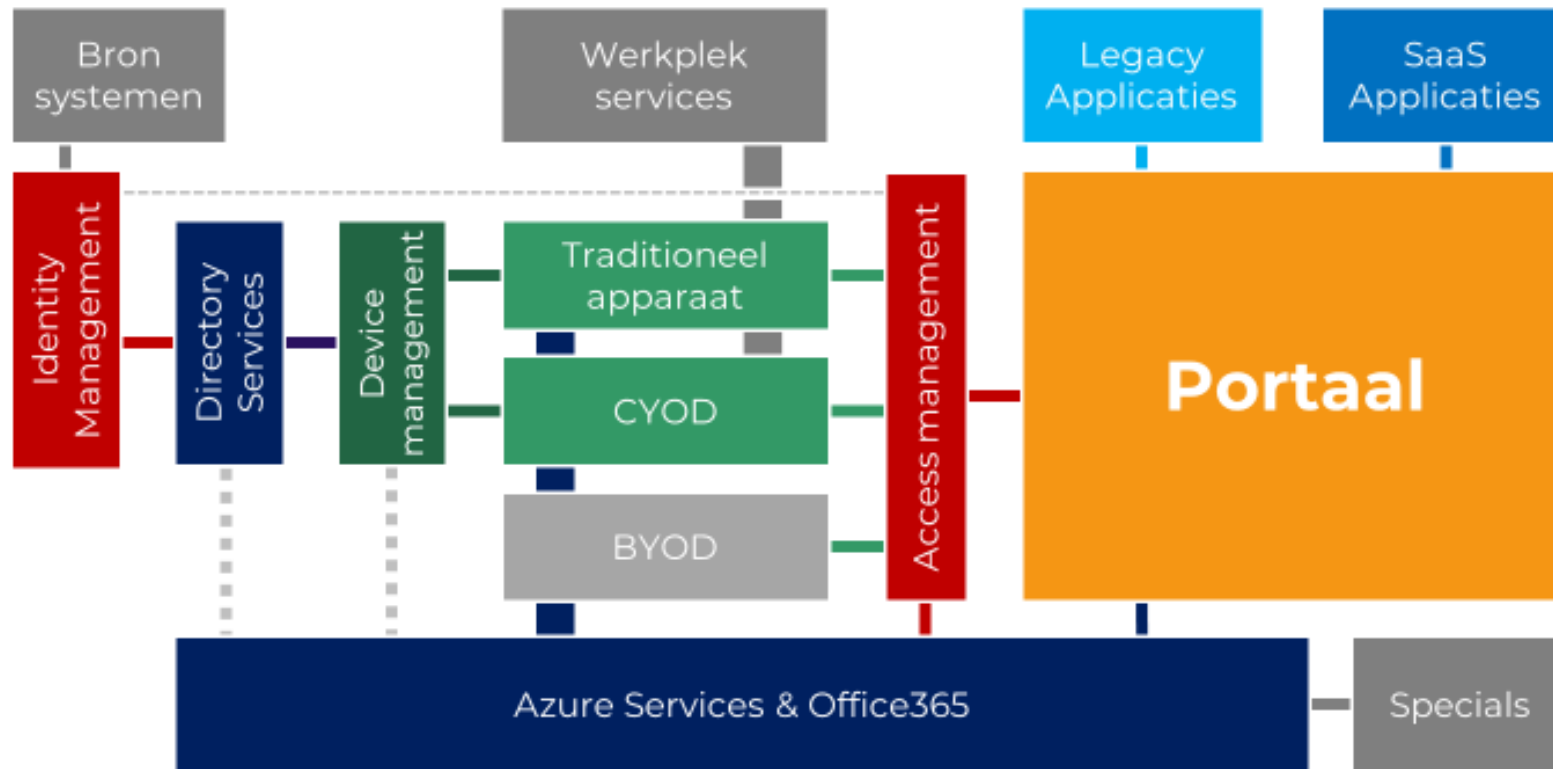 Bron
systemen
Werkplek
services
Legacy
Applicaties
SaaS
Applicaties
Identity
Management
Directory
Services
Device
management
Traditioneel
apparaat
CYOD
BYOD
Access management
Portaal
Azure Services & Office365
Specials